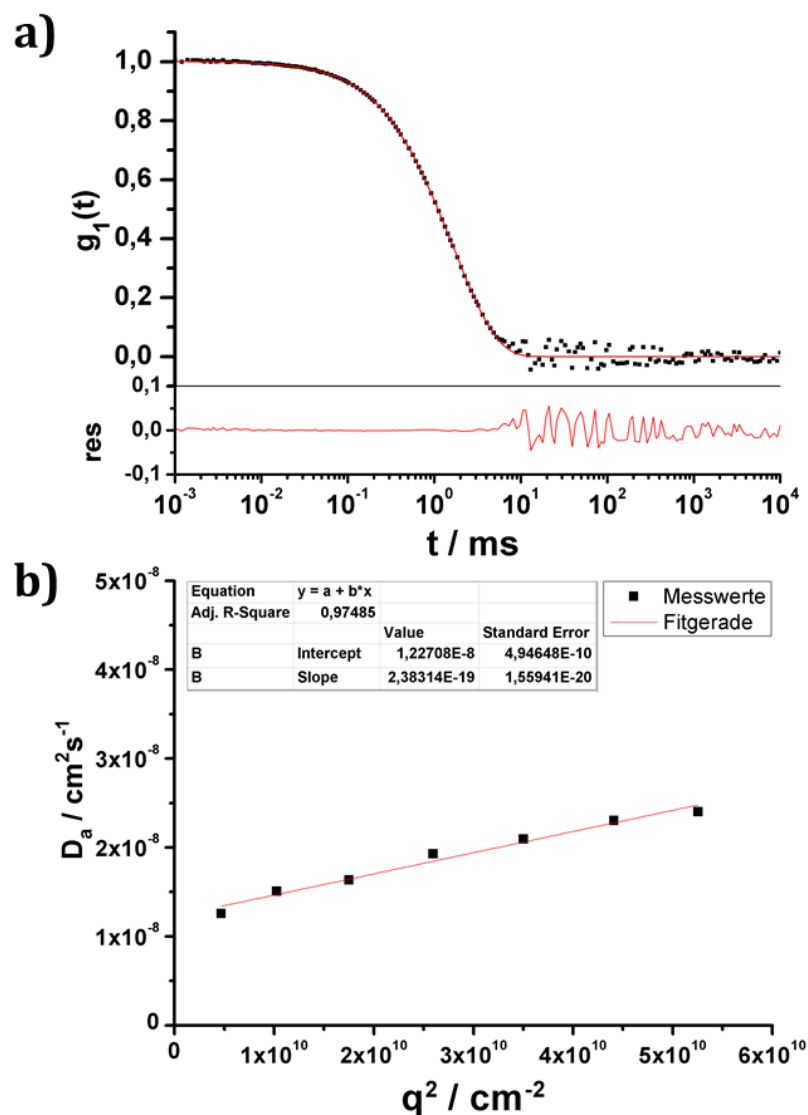 a)
1,0
0,8
0,6
0,4
0,2
0,0
g₁(t)
0,1
0,0
-0,1
res
10⁻³ 10⁻² 10⁻¹ 10⁰ 10¹ 10² 10³ 10⁴
t / ms
b)
5x10⁻⁸
4x10⁻⁸
3x10⁻⁸
2x10⁻⁸
1x10⁻⁸
0
Dₐ / cm²s⁻¹
Equation y = a + b*x
Adj. R-Square 0,97485
Value Standard Error
B Intercept 1,22708E-8 4,94648E-10
B Slope 2,38314E-19 1,55941E-20
Messwerte
Fitgerade
0 1x10¹⁰ 2x10¹⁰ 3x10¹⁰ 4x10¹⁰ 5x10¹⁰ 6x10¹⁰
q² / cm⁻²